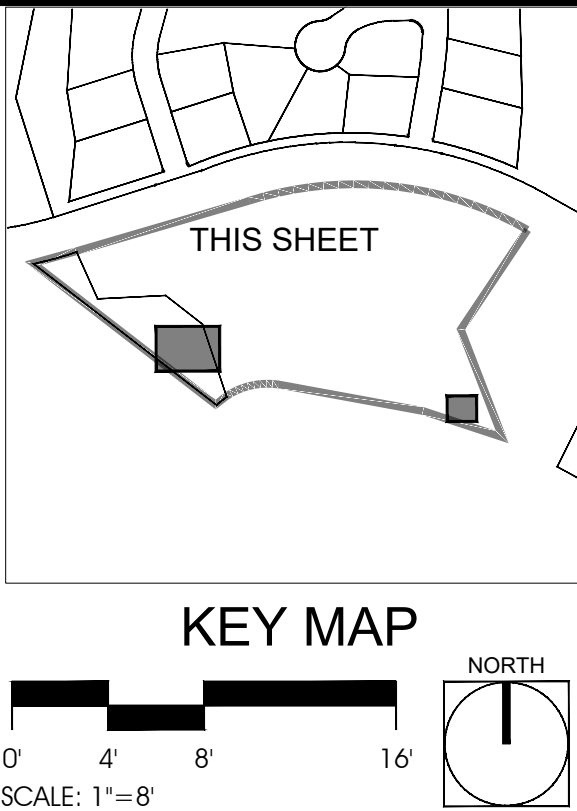 THIS SHEET
KEY MAP
NORTH
0' 4' 8' 16'
SCALE: 1"=8'